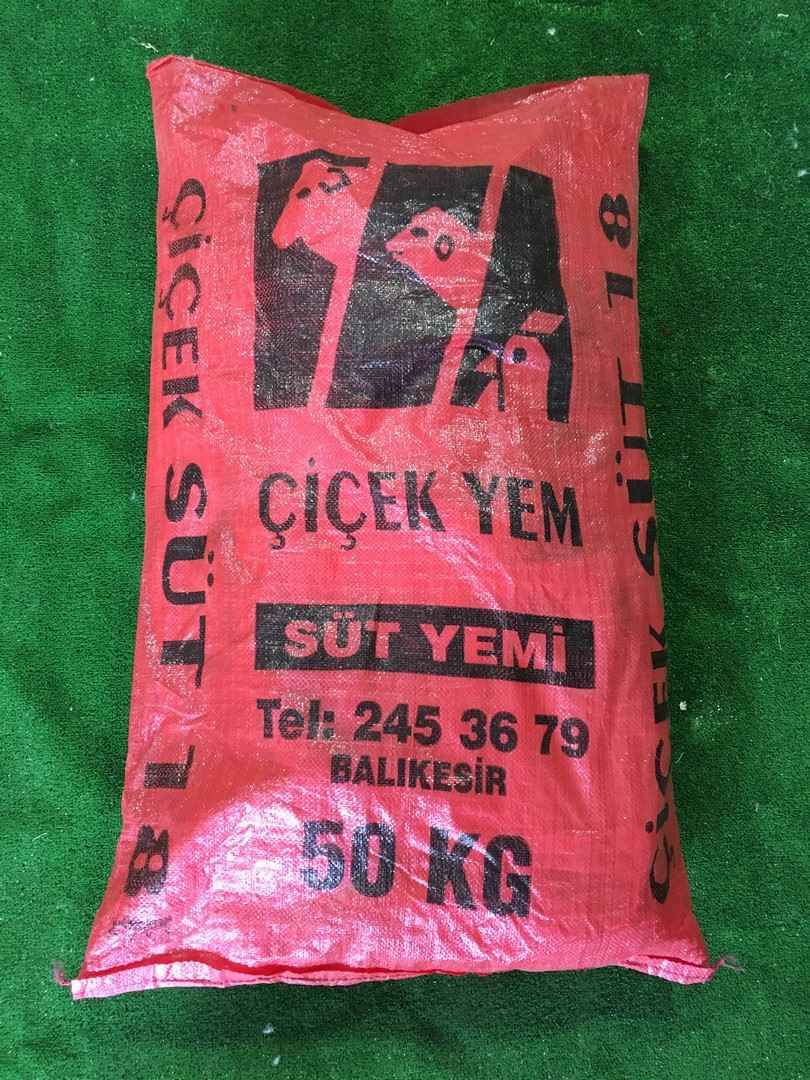 ÇİÇEK SÜT 18
ÇİÇEK YEM
SÜT YEMİ
Tel: 245 36 79
BALIKESİR
50 KG
ÇİÇEK SÜT 18